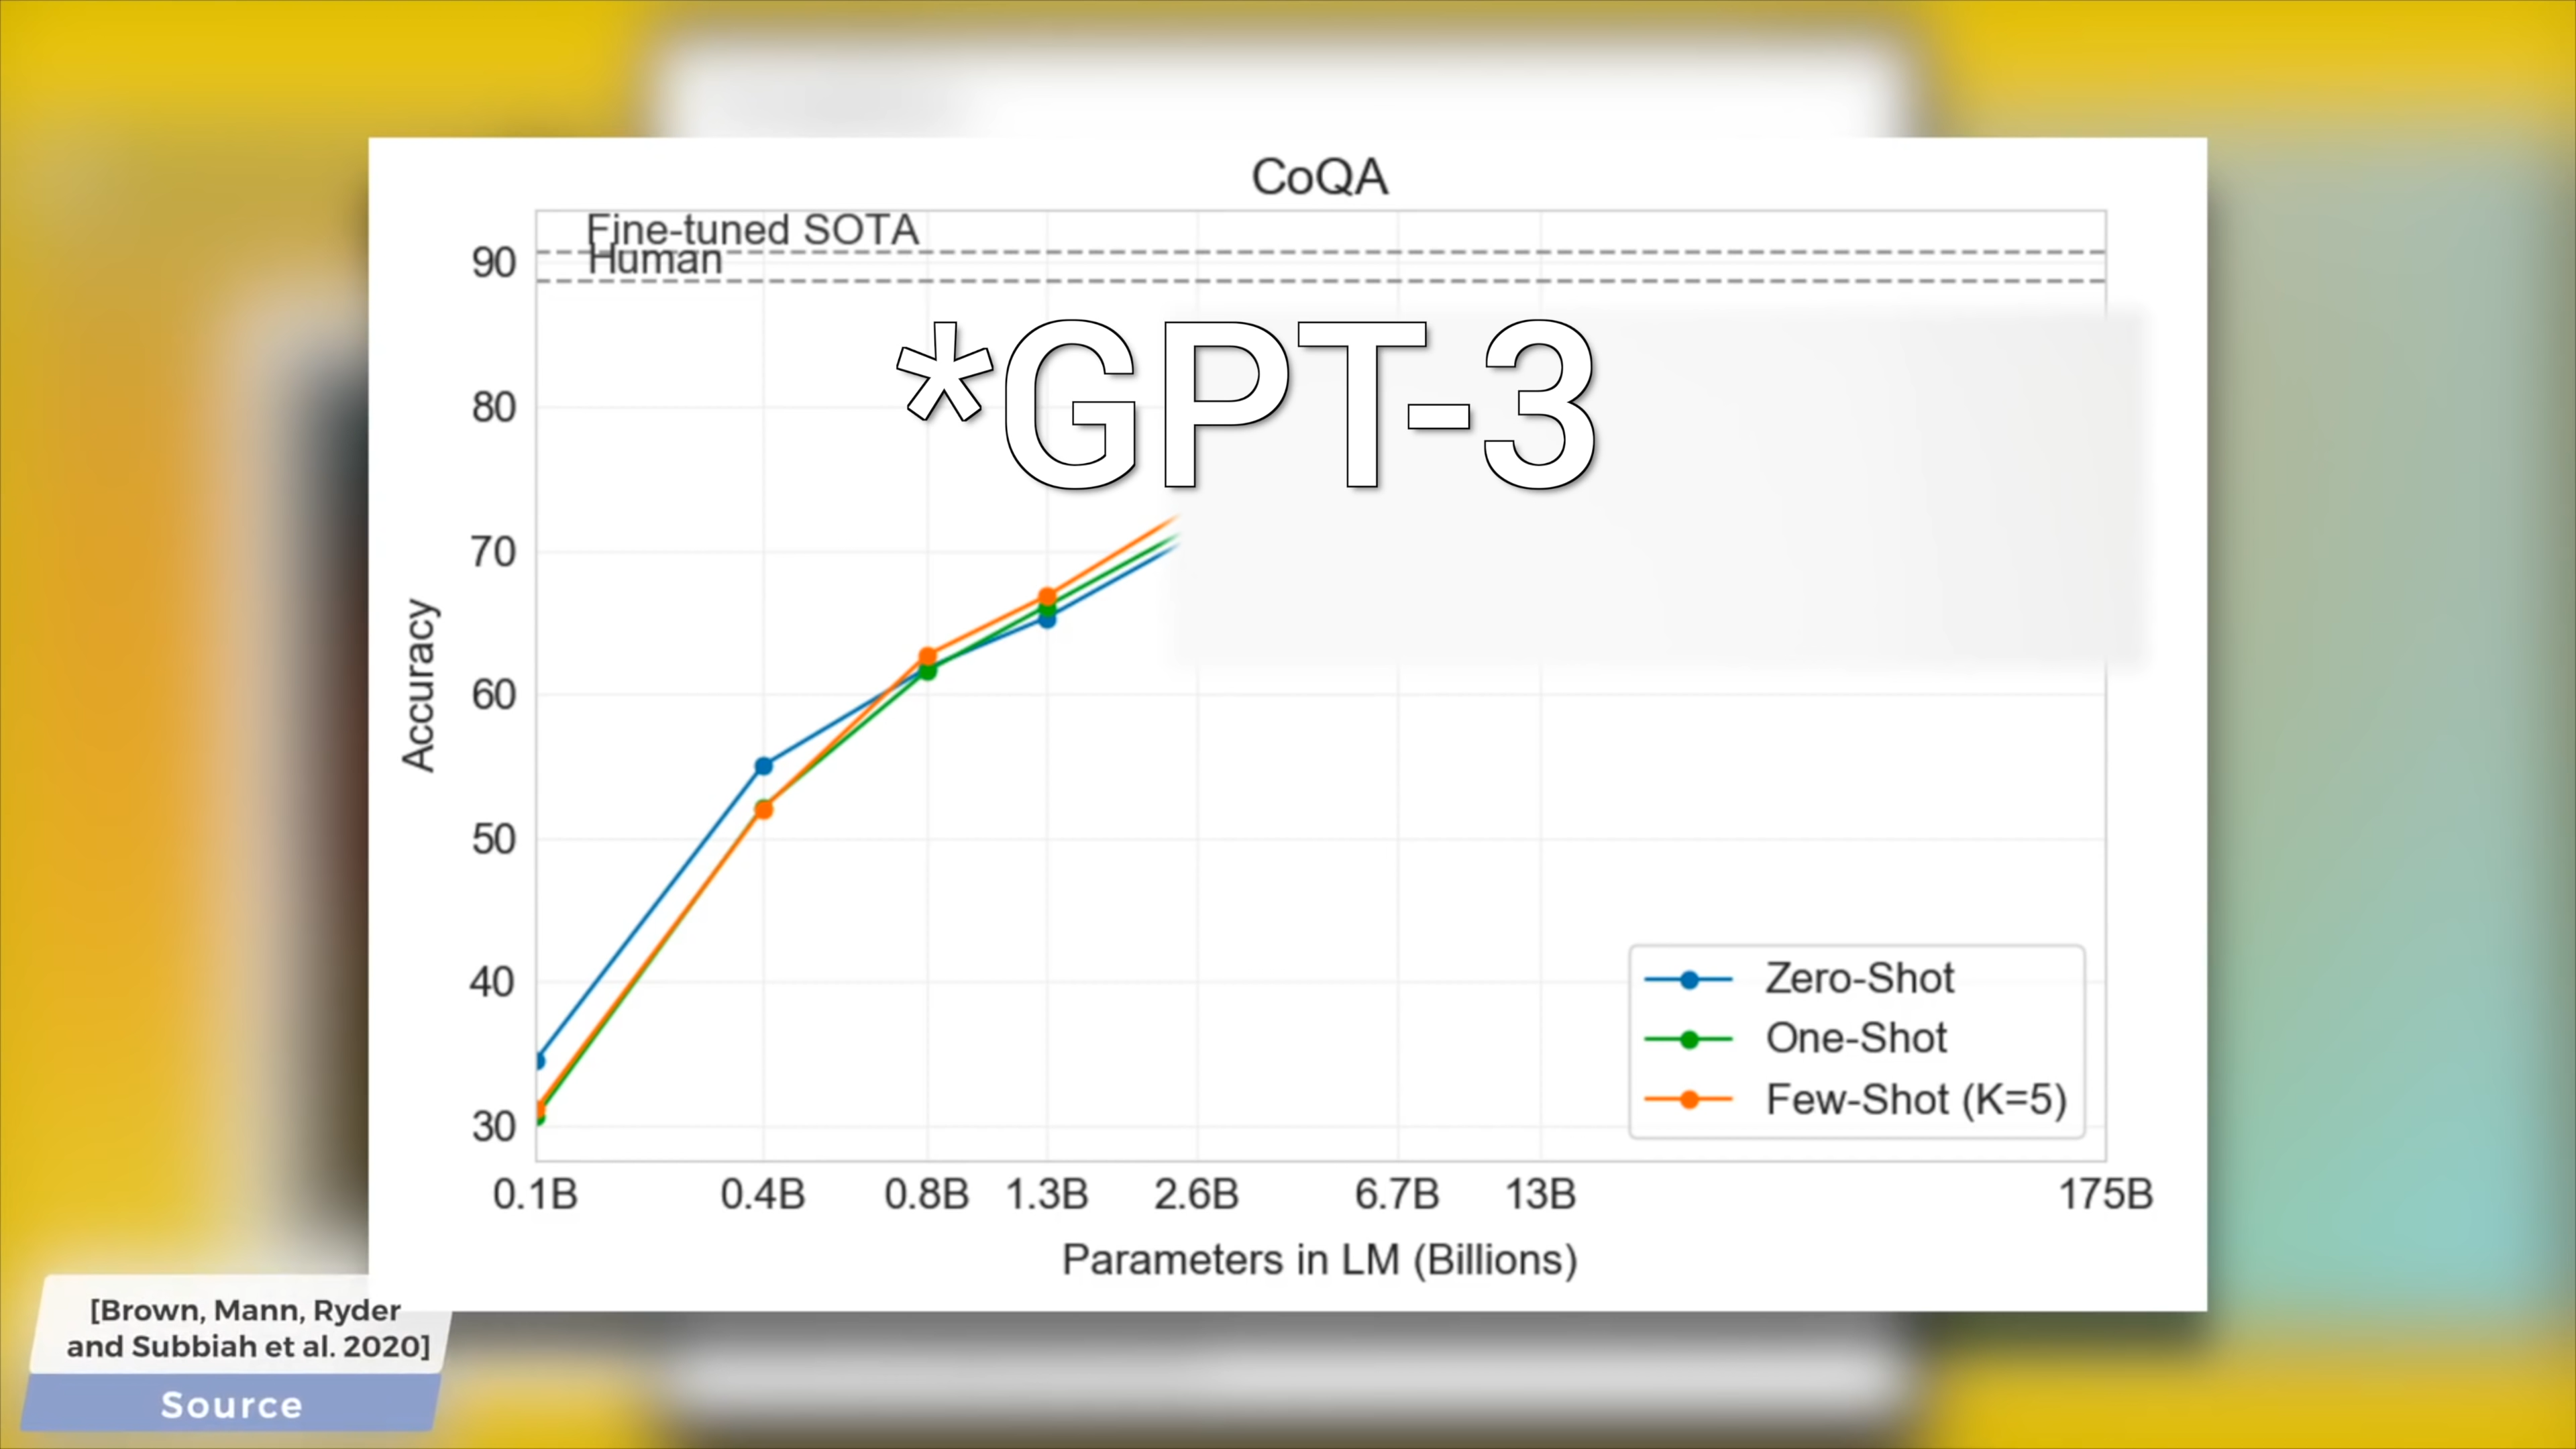 CoQA
Fine-tuned SOTA
Human
*GPT-3
90
80
70
60
50
40
30
Accuracy
Zero-Shot
One-Shot
Few-Shot (K=5)
0.1B 0.4B 0.8B 1.3B 2.6B 6.7B 13B 175B
Parameters in LM (Billions)
[Brown, Mann, Ryder
and Subbiah et al. 2020]
Source